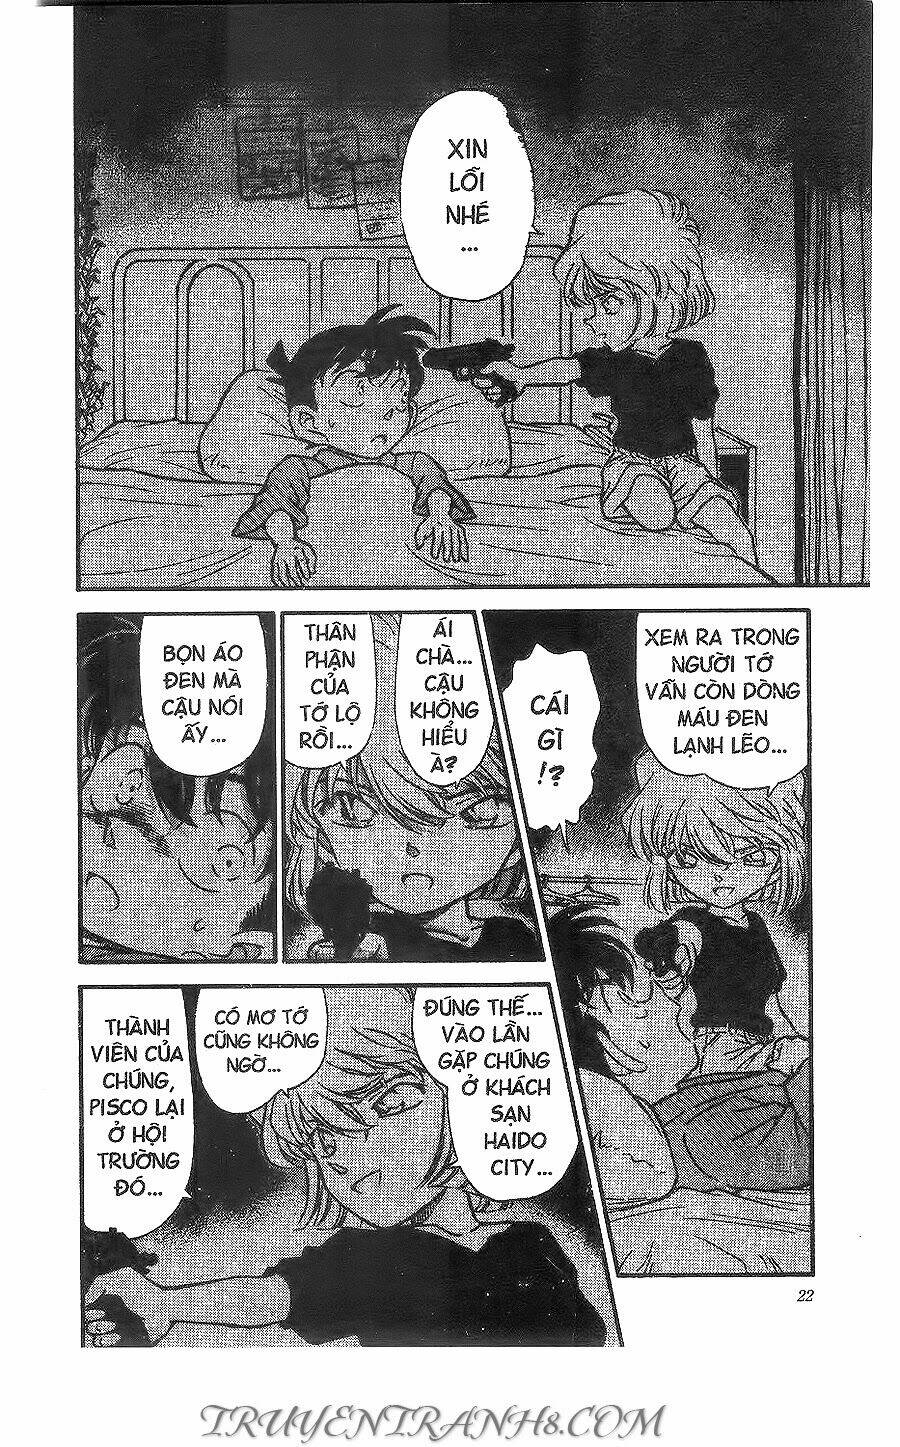 XIN
LỖI
NHÉ
...
XEM RA TRONG
NGƯỜI TỚ
VẪN CÒN DÒNG
MÁU ĐEN
LẠNH LẼO...
CÁI
GÌ
!?
ÁI
CHÀ...
CẬU
KHÔNG
HIỂU
À?
THÂN
PHẬN
CỦA
TỚ LỘ
RỒI...
BỌN ÁO
ĐEN MÀ
CẬU NÓI
ẤY...
ĐÚNG THẾ...
VÀO LẦN
GẶP CHÚNG
Ở KHÁCH
SẠN
HAIDO
CITY...
CÓ MƠ TỚ
CŨNG KHÔNG
NGỜ...
THÀNH
VIÊN CỦA
CHÚNG,
PISCO LẠI
Ở HỘI
TRƯỜNG
ĐÓ...
22
TRUYENTRANH8.COM